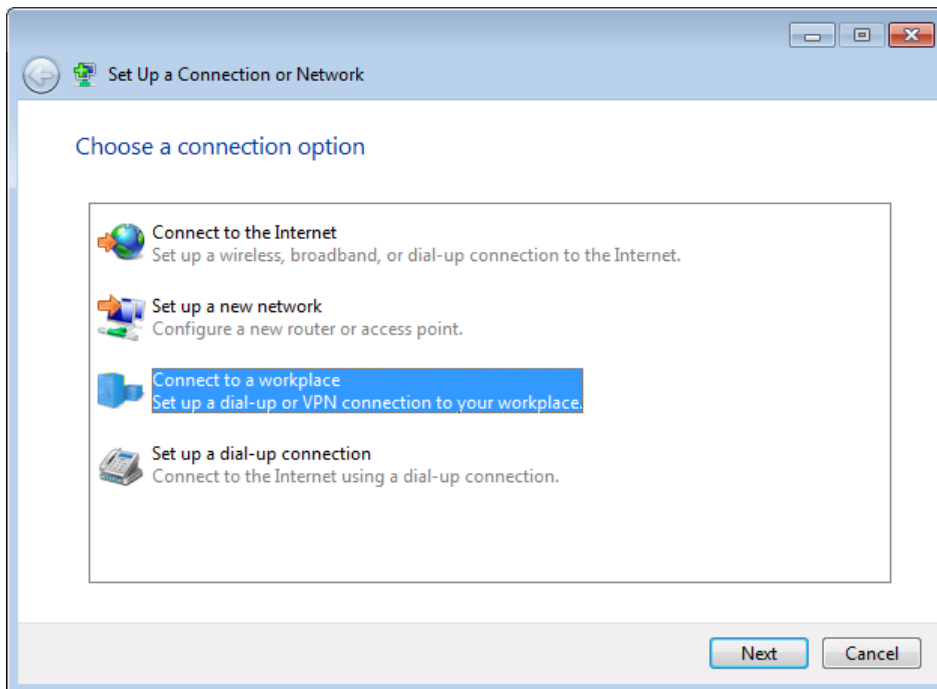 Set Up a Connection or Network
Choose a connection option
Connect to the Internet
Set up a wireless, broadband, or dial-up connection to the Internet.
Set up a new network
Configure a new router or access point.
Connect to a workplace
Set up a dial-up or VPN connection to your workplace.
Set up a dial-up connection
Connect to the Internet using a dial-up connection.
Next
Cancel